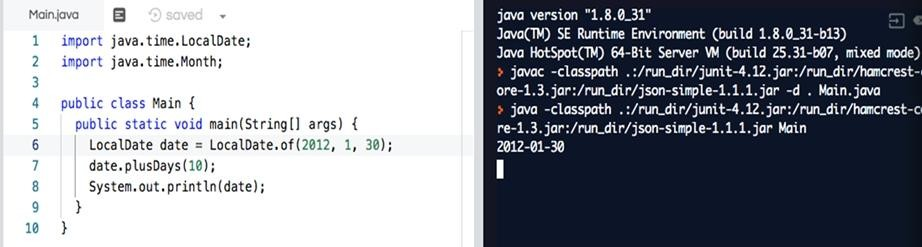 Main.java
saved
1 import java.time.LocalDate;
2 import java.time.Month;
3
4 public class Main {
5 public static void main(String[] args) {
6 LocalDate date = LocalDate.of(2012, 1, 30);
7 date.plusDays(10);
8 System.out.println(date);
9 }
10 }
java version "1.8.0_31"
Java(TM) SE Runtime Environment (build 1.8.0_31-b13)
Java HotSpot(TM) 64-Bit Server VM (build 25.31-b07, mixed mode)
> javac -classpath .:/run_dir/junit-4.12.jar:/run_dir/hamcrest-c
ore-1.3.jar:/run_dir/json-simple-1.1.1.jar -d . Main.java
> java -classpath .:/run_dir/junit-4.12.jar:/run_dir/hamcrest-co
re-1.3.jar:/run_dir/json-simple-1.1.1.jar Main
2012-01-30